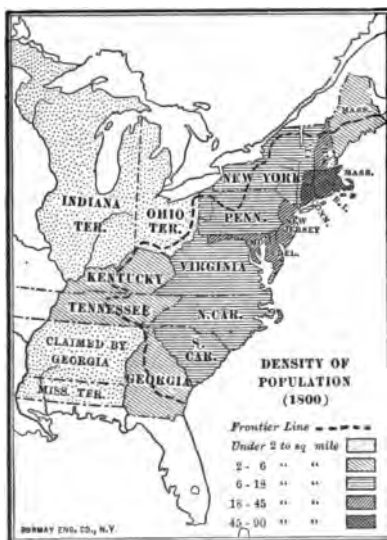 MASS.
NEW YORK
MASS.
R.I.
CONN.
PENN.
NEW
JERSEY
MD.
DEL.
INDIANA
TER.
OHIO
TER.
KENTUCKY
VIRGINIA
TENNESSEE
N.CAR.
S.
CAR.
CLAIMED BY
GEORGIA
GEORGIA
MISS. TER.
DENSITY OF
POPULATION
(1800)
Frontier Line
Under 2 to sq mile
2 - 6 " "
6 - 18 " "
18 - 45 " "
45 - 90 " "
BORMAY ENG. CO., N.Y.